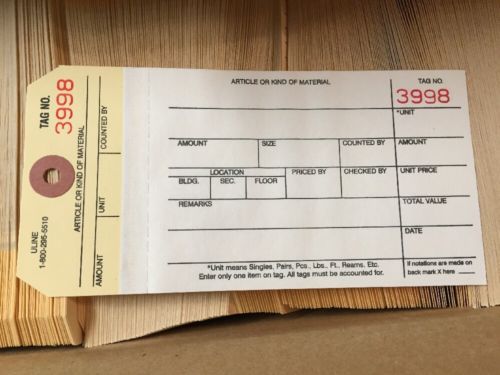 TAG NO.
3998
ARTICLE OR KIND OF MATERIAL
COUNTED BY
UNIT
AMOUNT
ULINE
1-800-295-5510
ARTICLE OR KIND OF MATERIAL
TAG NO.
3998
*UNIT
AMOUNT SIZE COUNTED BY AMOUNT
LOCATION PRICED BY CHECKED BY UNIT PRICE
BLDG. SEC. FLOOR
REMARKS TOTAL VALUE
DATE
*Unit means Singles, Pairs, Pcs., Lbs., Ft., Reams, Etc.
Enter only one item on tag. All tags must be accounted for.
If notations are made on
back mark X here